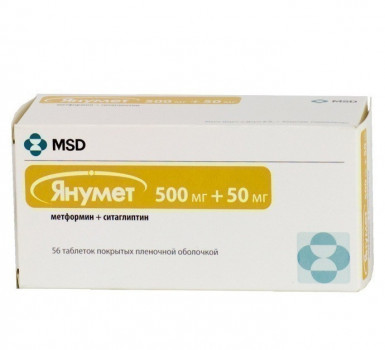 MSD
Янумет 500 мг + 50 мг
метформин + ситаглиптин
56 таблеток покрытых пленочной оболочкой